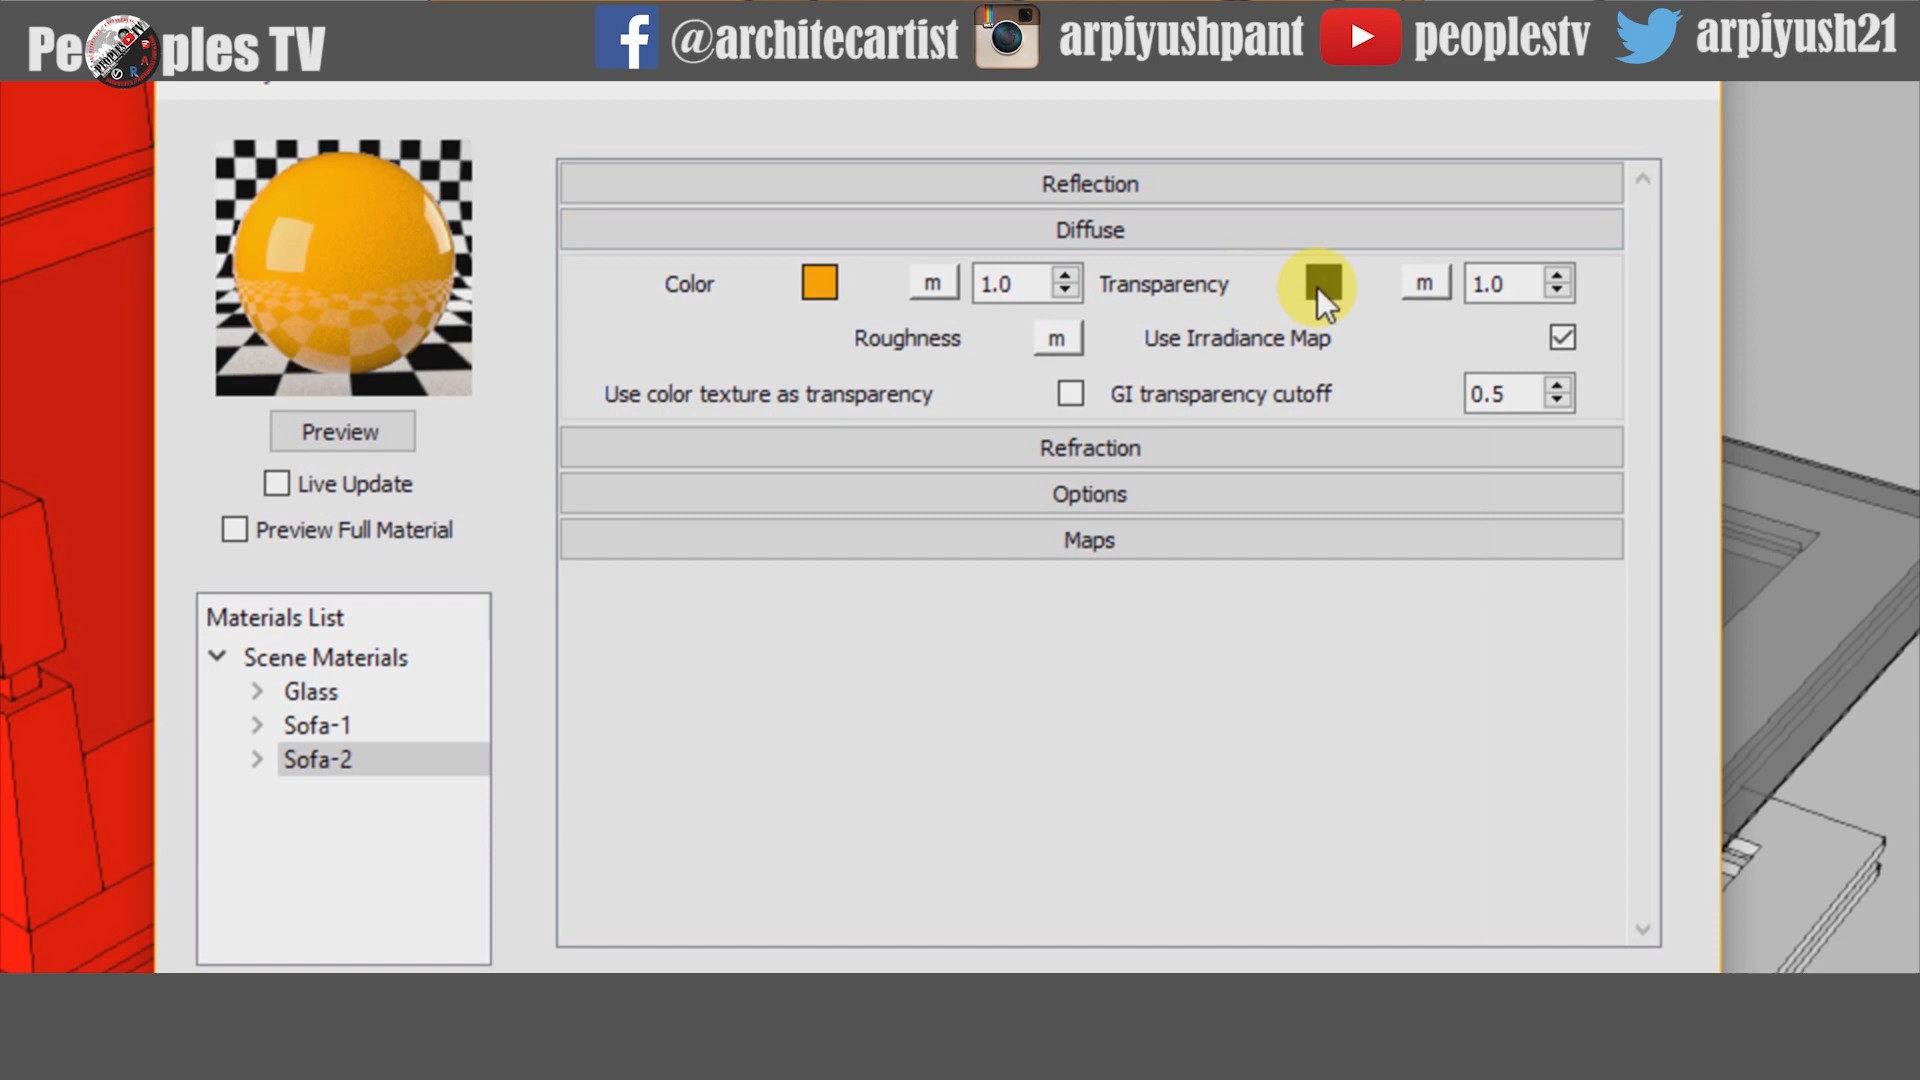 Peoples TV
@architecartist
arpiyushpant
peoplestv
arpiyush21
Reflection
Diffuse
Color m 1.0 Transparency m 1.0
Roughness m Use Irradiance Map
Use color texture as transparency GI transparency cutoff 0.5
Refraction
Options
Maps
Preview
Live Update
Preview Full Material
Materials List
Scene Materials
Glass
Sofa-1
Sofa-2